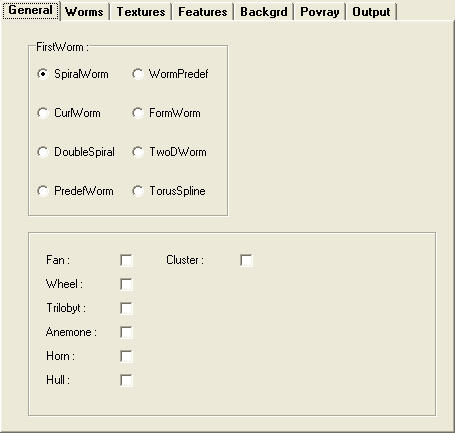 General Worms Textures Features Backgrd Povray Output
FirstWorm :
SpiralWorm WormPredef
CurlWorm FormWorm
DoubleSpiral TwoDWorm
PredefWorm TorusSpline
Fan : Cluster :
Wheel :
Trilobyt :
Anemone :
Horn :
Hull :